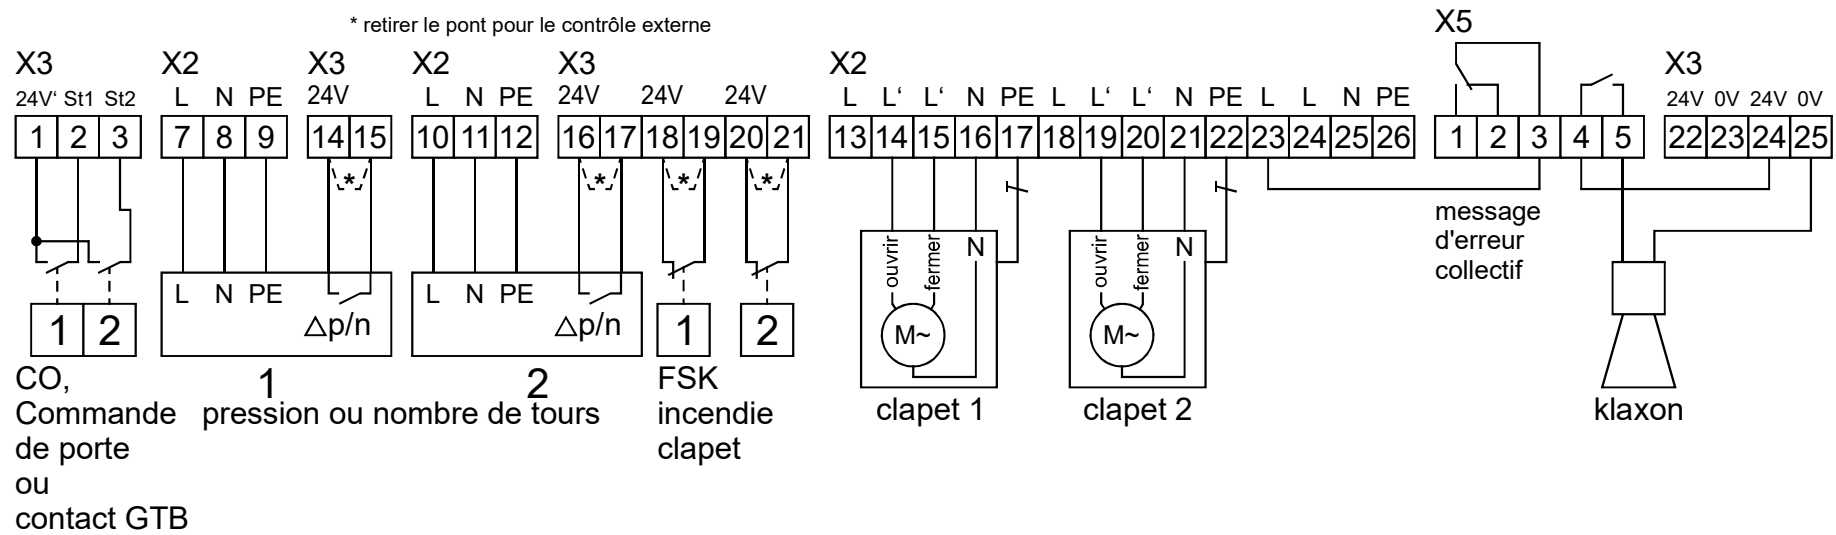 * retirer le pont pour le contrôle externe
X5
X3 X2 X3 X2 X3 X2 X3
24V‘ St1 St2 L N PE 24V L N PE 24V 24V 24V L L‘ L‘ N PE L L‘ L‘ N PE L L N PE 24V 0V 24V 0V
1 2 3 7 8 9 14 15 10 11 12 16 17 18 19 20 21 13 14 15 16 17 18 19 20 21 22 23 24 25 26 1 2 3 4 5 22 23 24 25
* * * *
message
d'erreur
collectif
ouvrir fermer N ouvrir fermer N
L N PE L N PE
1 2 △p/n △p/n 1 2 M~ M~
CO,
Commande
de porte
ou
contact GTB
1 2
pression ou nombre de tours
FSK
incendie
clapet
clapet 1 clapet 2 klaxon